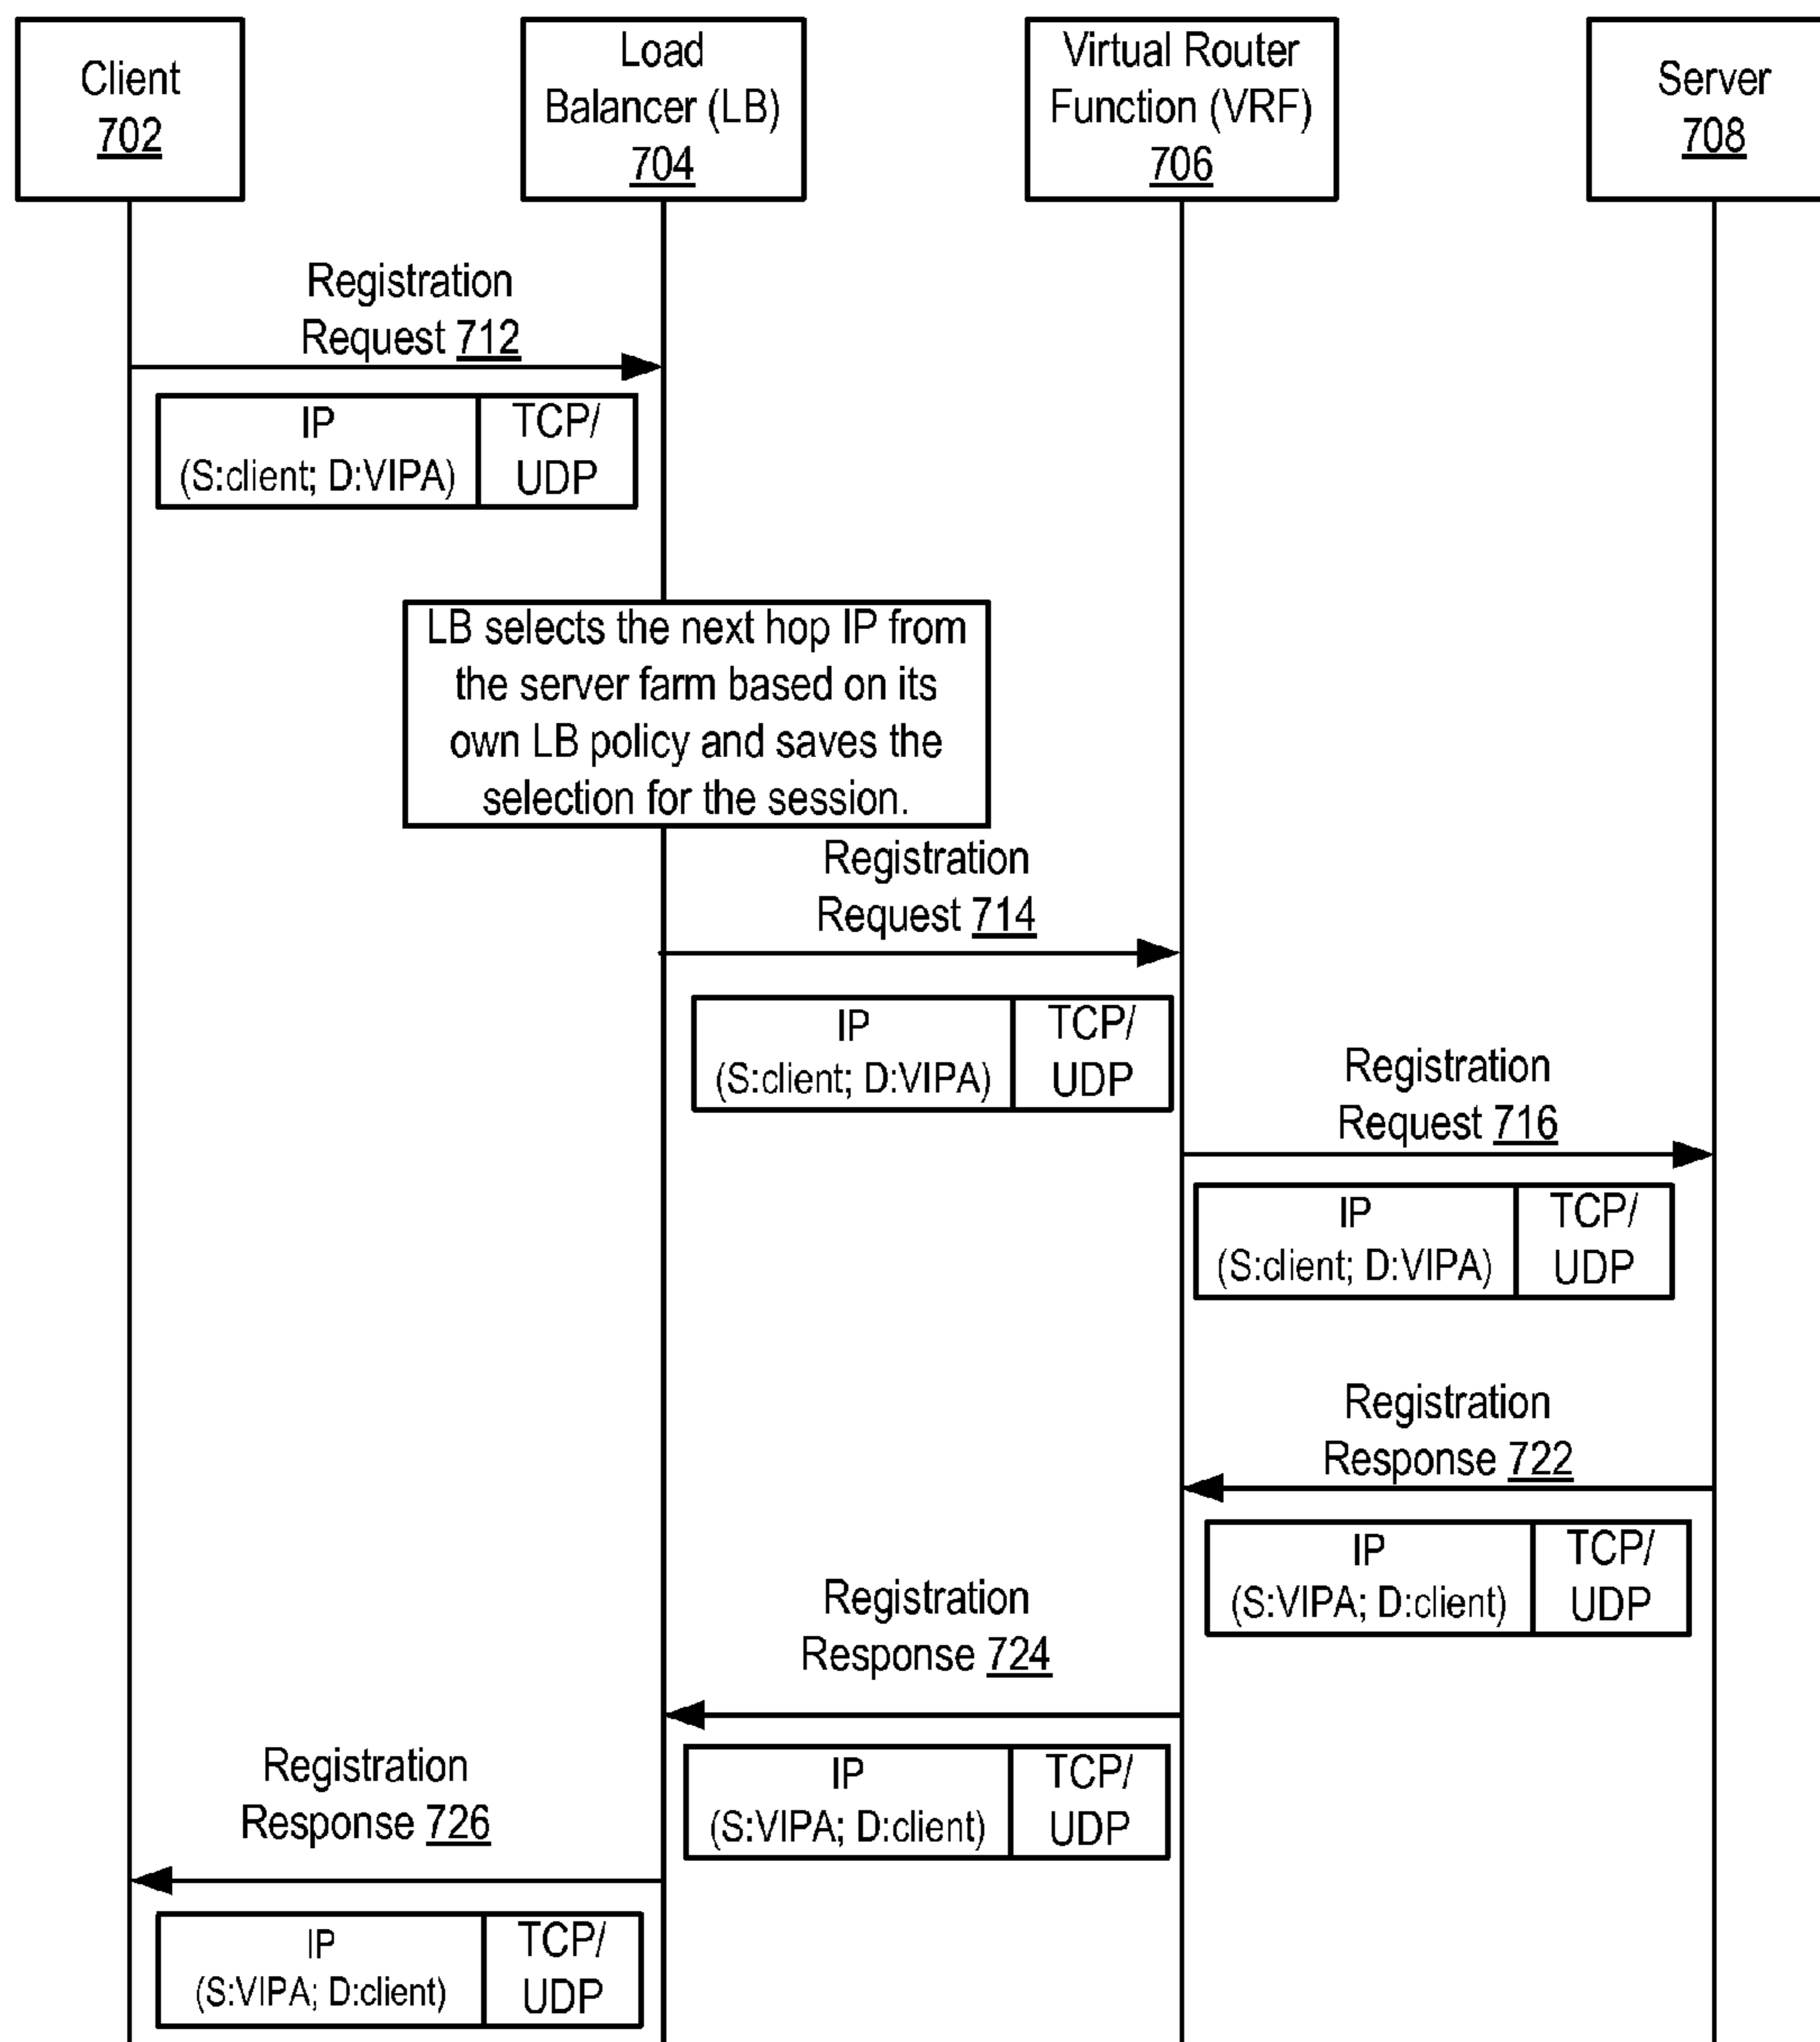 Client
702
Load
Balancer (LB)
704
Virtual Router
Function (VRF)
706
Server
708
Registration
Request 712
IP
(S:client; D:VIPA)
TCP/
UDP
LB selects the next hop IP from
the server farm based on its
own LB policy and saves the
selection for the session.
Registration
Request 714
IP
(S:client; D:VIPA)
TCP/
UDP
Registration
Request 716
IP
(S:client; D:VIPA)
TCP/
UDP
Registration
Response 722
IP
(S:VIPA; D:client)
TCP/
UDP
Registration
Response 724
IP
(S:VIPA; D:client)
TCP/
UDP
Registration
Response 726
IP
(S:VIPA; D:client)
TCP/
UDP